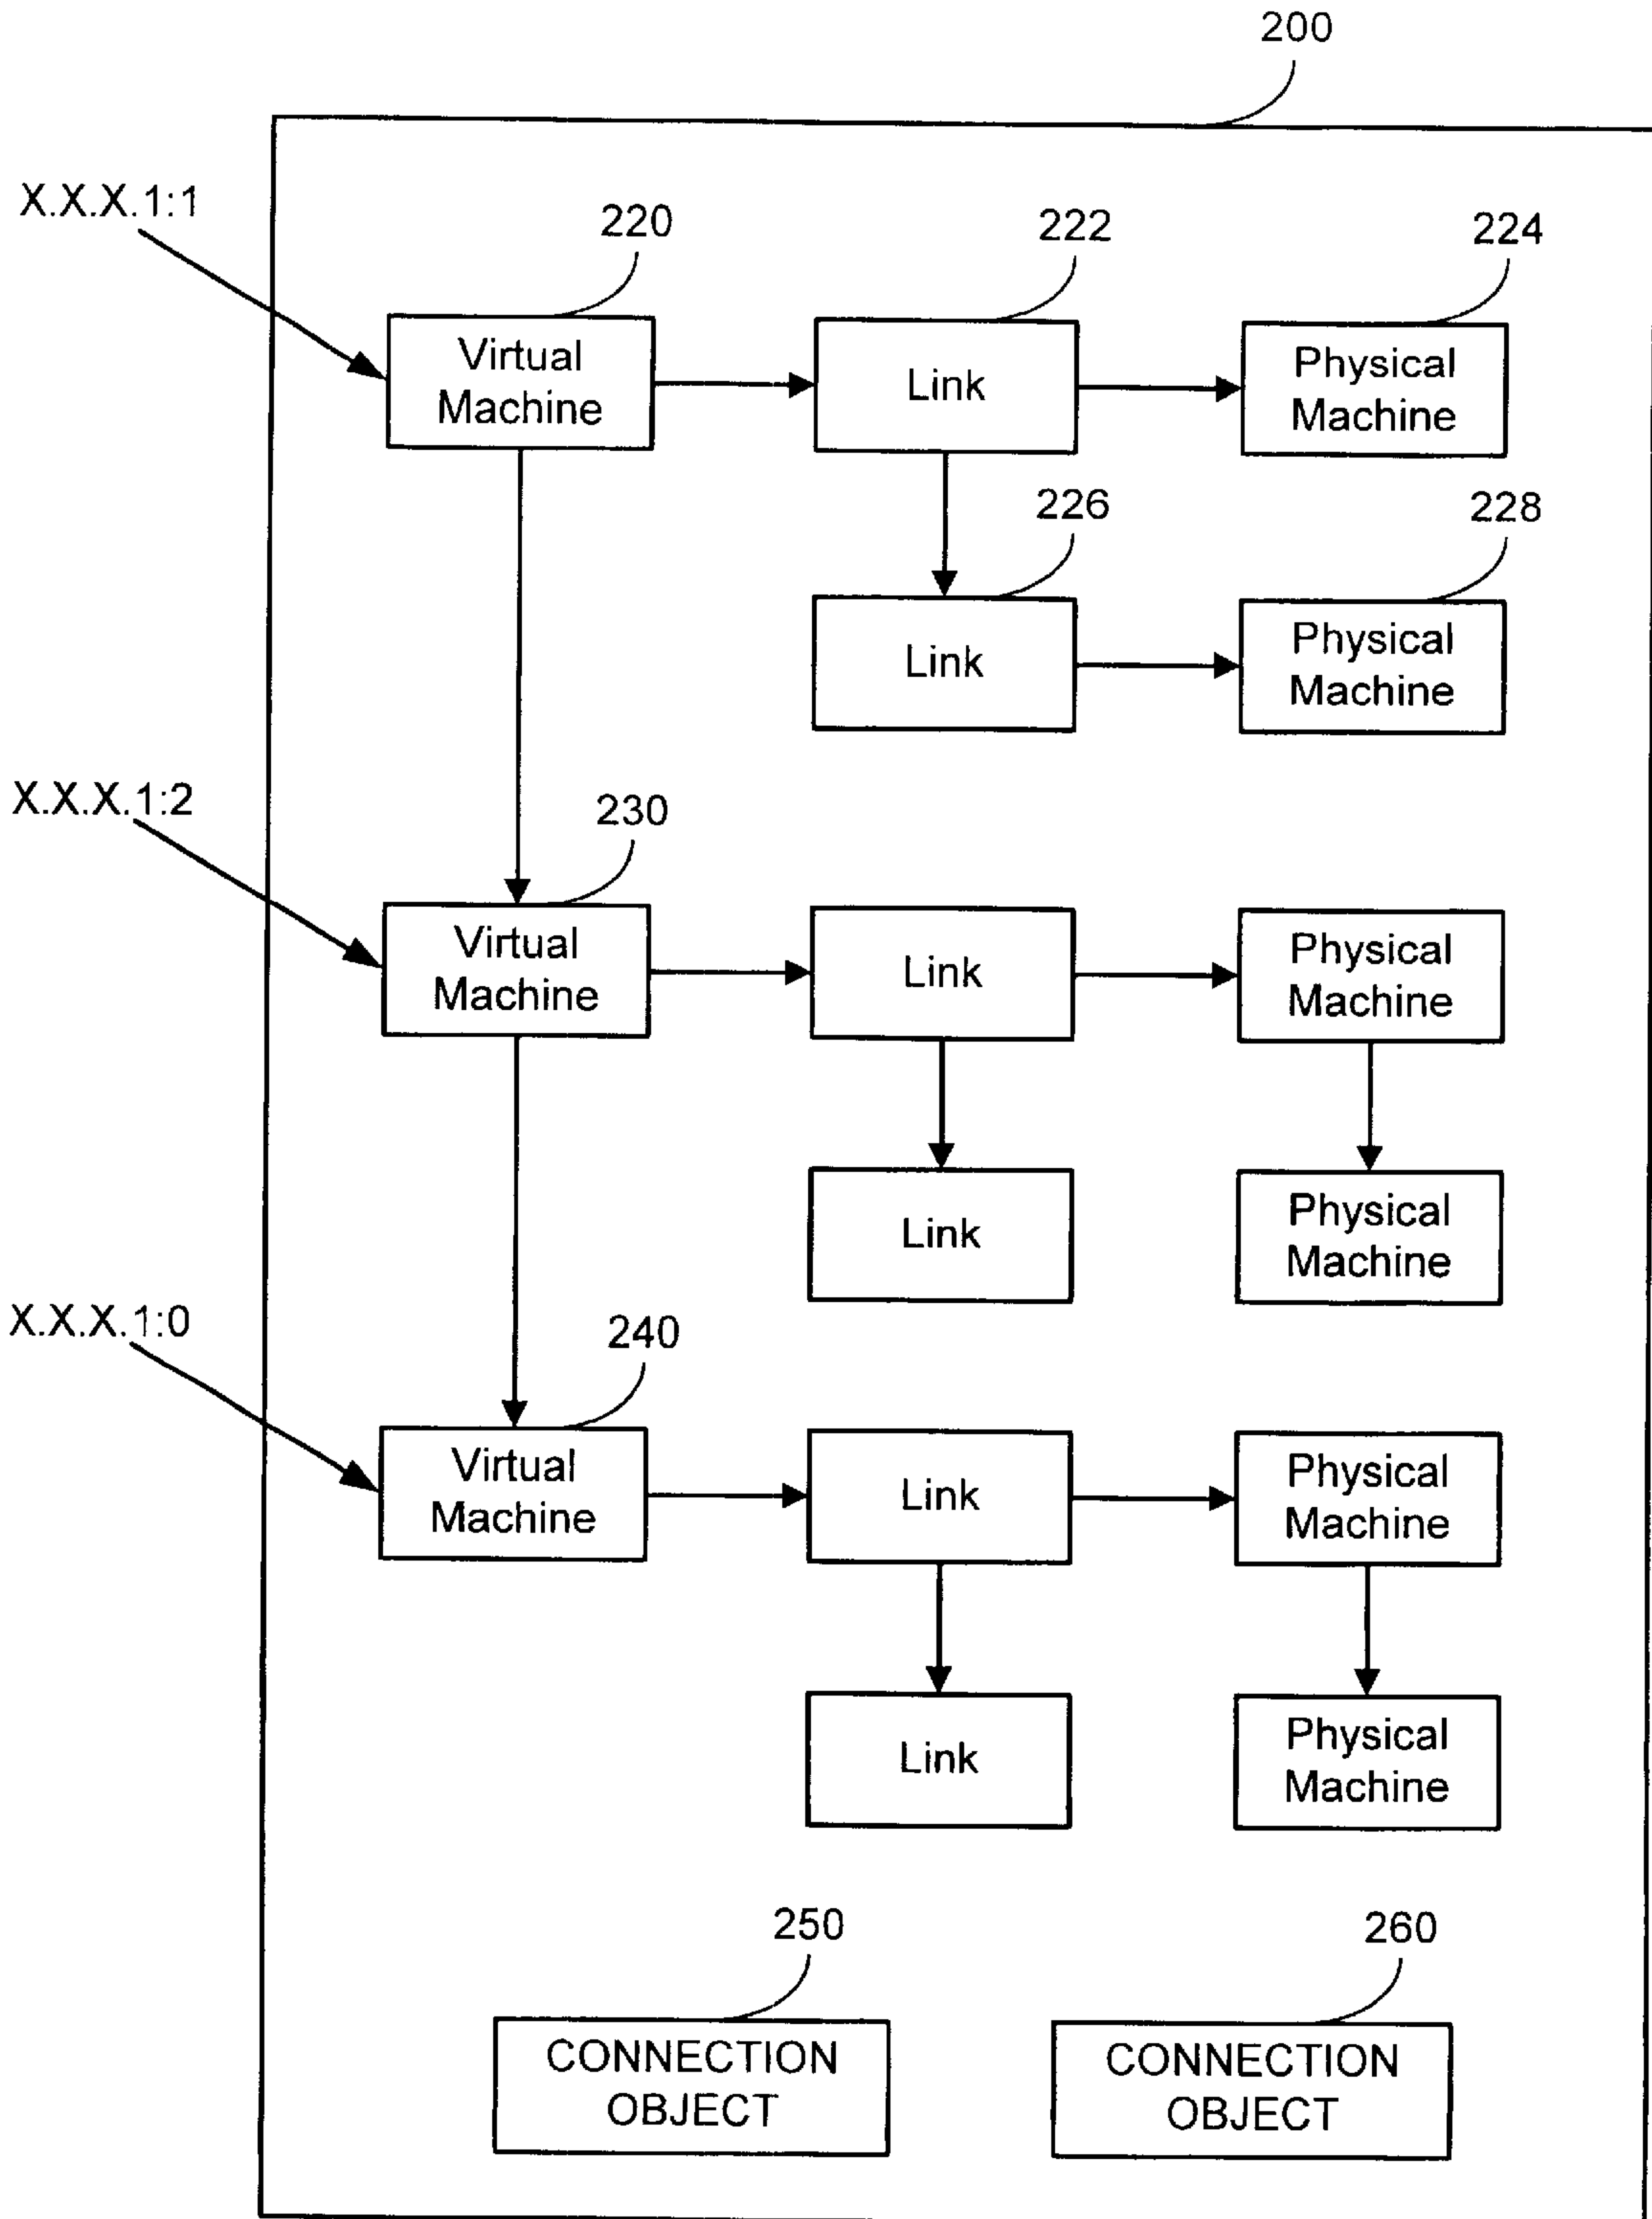 200
X.X.X.1:1
220
222
224
Virtual
Machine
Link
Physical
Machine
226
228
Link
Physical
Machine
X.X.X.1:2
230
Virtual
Machine
Link
Physical
Machine
Link
Physical
Machine
X.X.X.1:0
240
Virtual
Machine
Link
Physical
Machine
Link
Physical
Machine
250
260
CONNECTION
OBJECT
CONNECTION
OBJECT